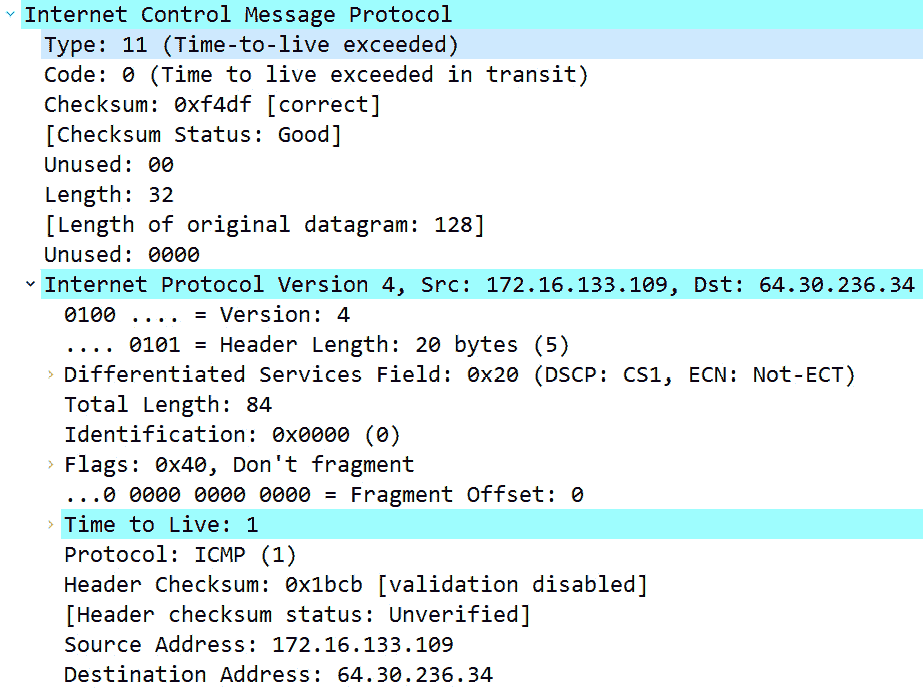 Internet Control Message Protocol
Type: 11 (Time-to-live exceeded)
Code: 0 (Time to live exceeded in transit)
Checksum: 0xf4df [correct]
[Checksum Status: Good]
Unused: 00
Length: 32
[Length of original datagram: 128]
Unused: 0000
Internet Protocol Version 4, Src: 172.16.133.109, Dst: 64.30.236.34
0100 .... = Version: 4
.... 0101 = Header Length: 20 bytes (5)
Differentiated Services Field: 0x20 (DSCP: CS1, ECN: Not-ECT)
Total Length: 84
Identification: 0x0000 (0)
Flags: 0x40, Don't fragment
...0 0000 0000 0000 = Fragment Offset: 0
Time to Live: 1
Protocol: ICMP (1)
Header Checksum: 0x1bcb [validation disabled]
[Header checksum status: Unverified]
Source Address: 172.16.133.109
Destination Address: 64.30.236.34